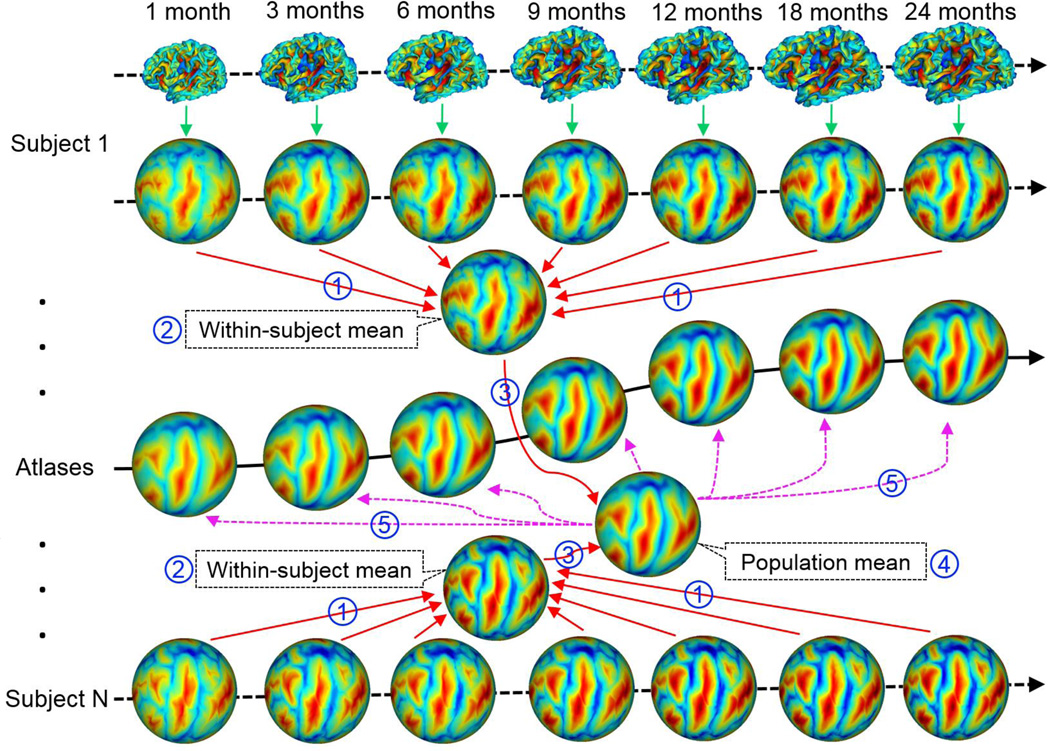 1 month 3 months 6 months 9 months 12 months 18 months 24 months
Subject 1
① ①
② Within-subject mean
③
Atlases
⑤
⑤
② Within-subject mean ③ Population mean ④
① ①
Subject N